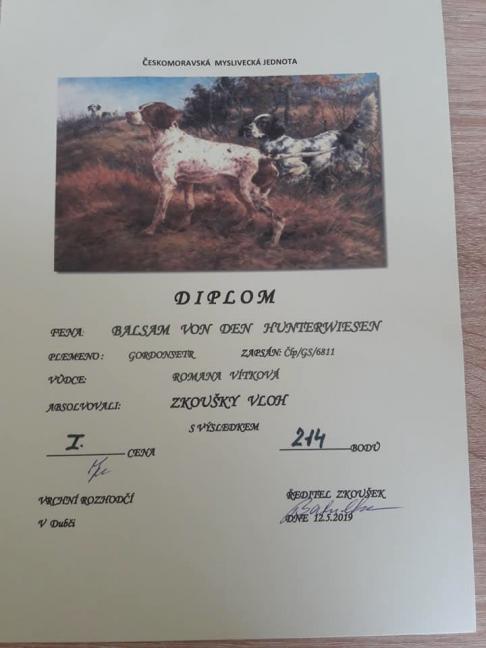 ČESKOMORAVSKÁ MYSLIVECKÁ JEDNOTA
DIPLOM
FENA: BALSAM VON DEN HUNTERWIESEN
PLEMENO: GORDONSETR ZAPSÁN: Číp/GS/6811
VŮDCE: ROMANA VÍTKOVÁ
ABSOLVOVALI: ZKOUŠKY VLOH
S VÝSLEDKEM
I. CENA 214 BODŮ
VRCHNÍ ROZHODČÍ ŘEDITEL ZKOUŠEK
V Dubči DNE 12.5.2019